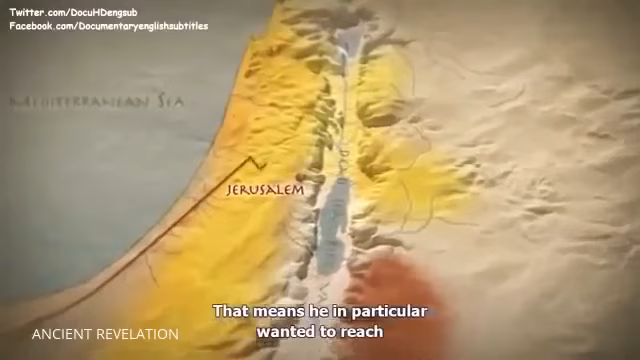 Twitter.com/DocuHDengsub
Facebook.com/Documentaryenglishsubtitles
MEDITERRANEAN SEA
JERUSALEM
That means he in particular
wanted to reach
ANCIENT REVELATION